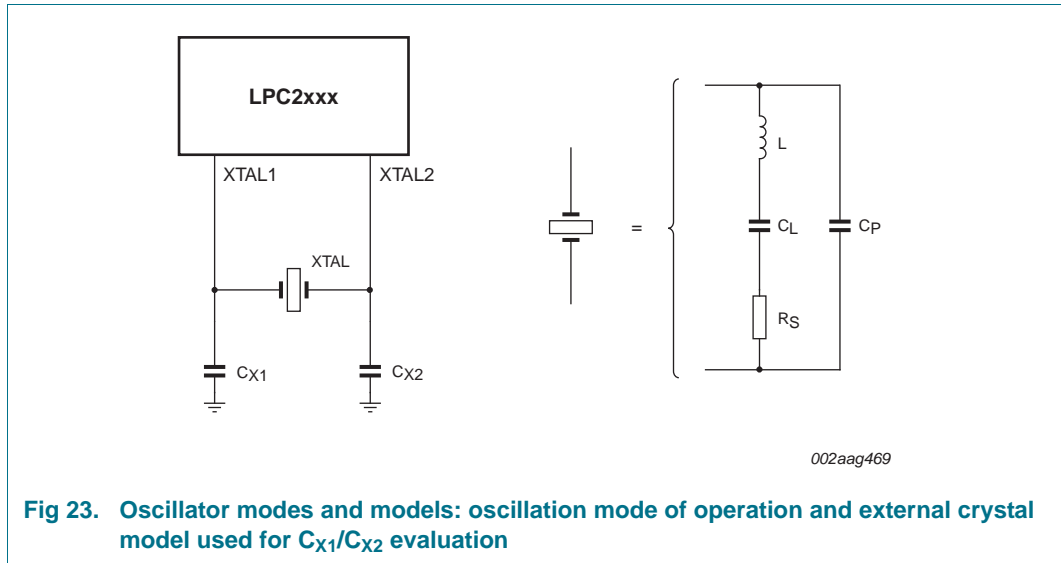 LPC2xxx
XTAL1
XTAL2
XTAL
CX1
CX2
=
L
CL
CP
RS
002aag469
Fig 23. Oscillator modes and models: oscillation mode of operation and external crystal
model used for CX1/CX2 evaluation